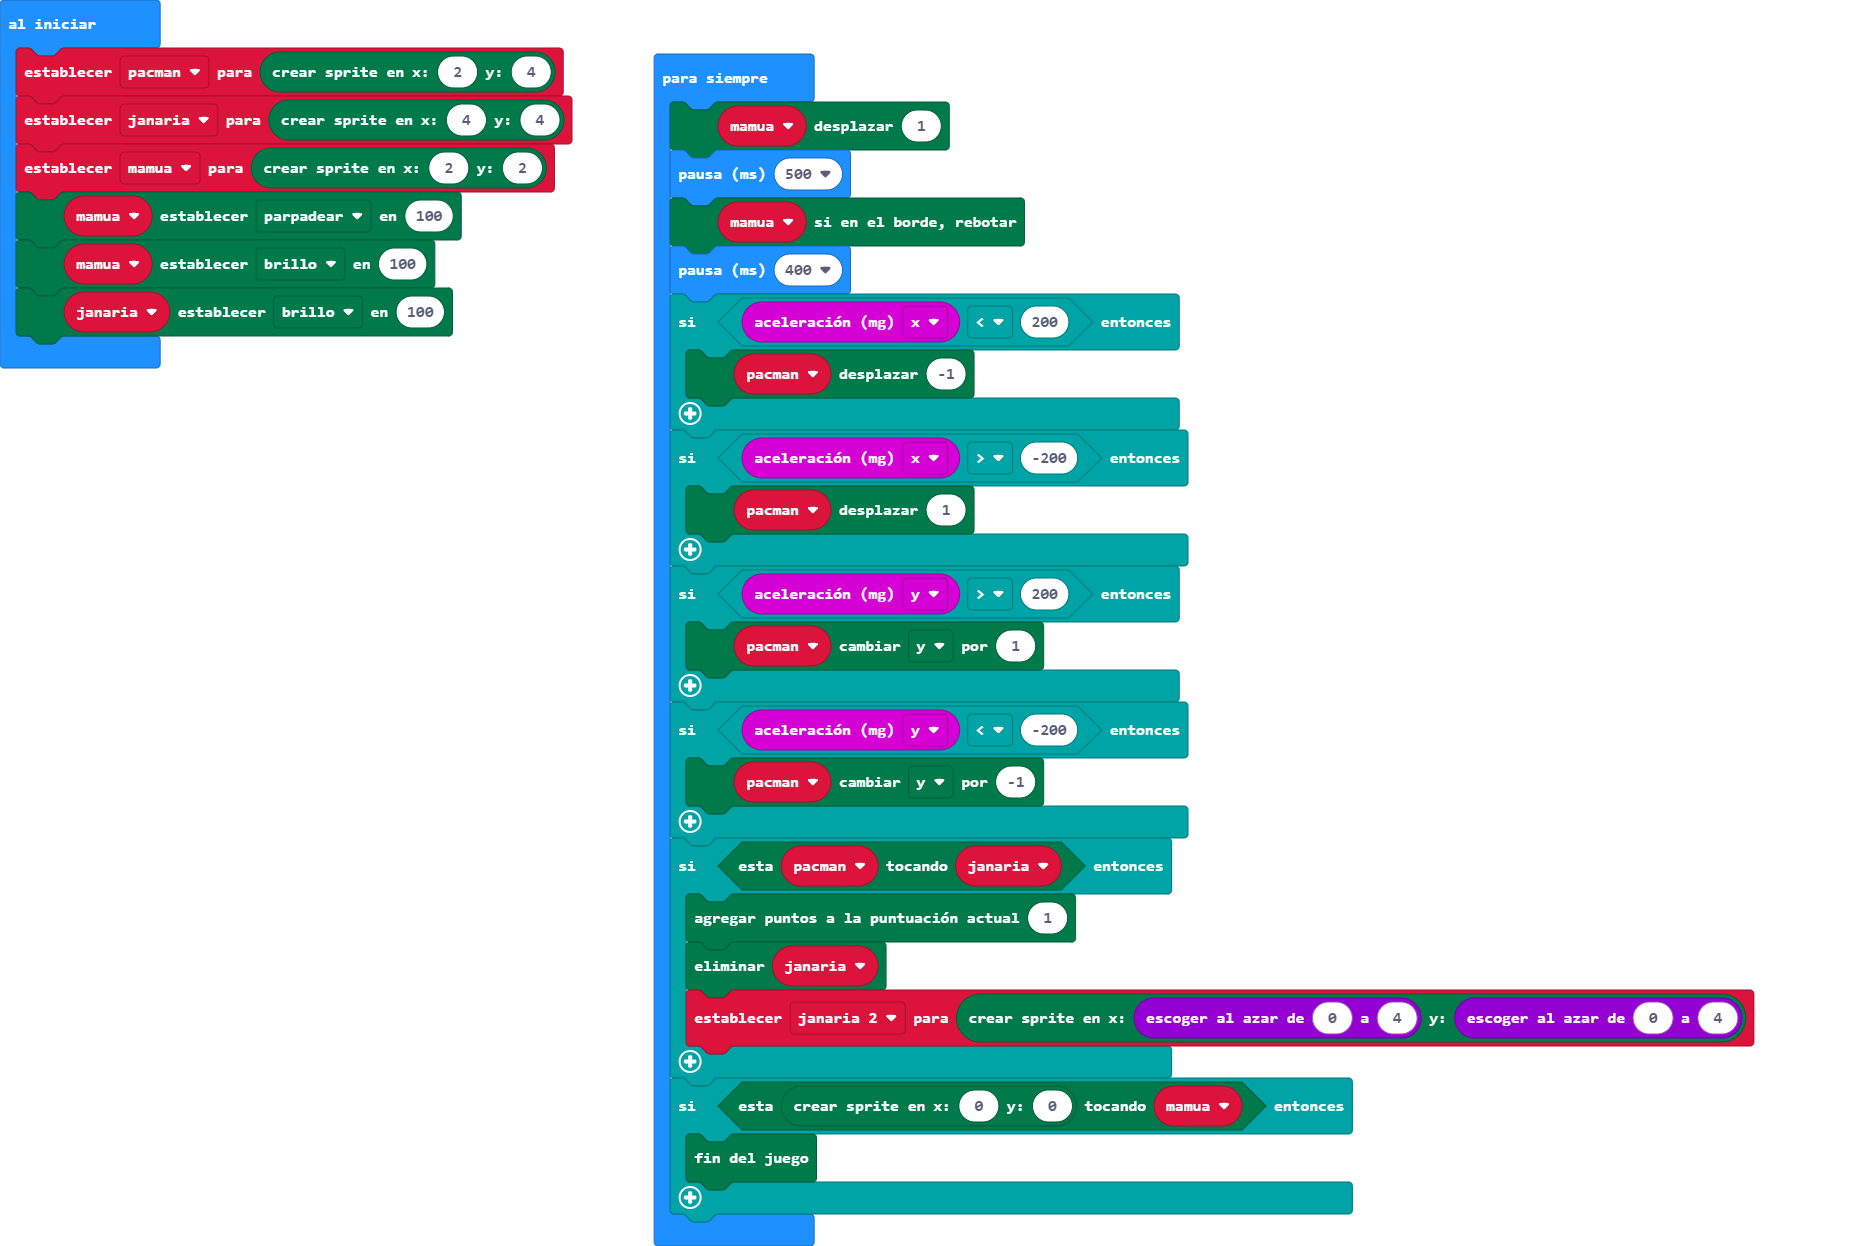 al iniciar
establecer pacman para crear sprite en x: 2 y: 4
establecer janaria para crear sprite en x: 4 y: 4
establecer mamua para crear sprite en x: 2 y: 2
mamua establecer parpadear en 100
mamua establecer brillo en 100
janaria establecer brillo en 100
para siempre
mamua desplazar 1
pausa (ms) 500
mamua si en el borde, rebotar
pausa (ms) 400
si aceleración (mg) x < 200 entonces
pacman desplazar -1
si aceleración (mg) x > -200 entonces
pacman desplazar 1
si aceleración (mg) y > 200 entonces
pacman cambiar y por 1
si aceleración (mg) y < -200 entonces
pacman cambiar y por -1
si esta pacman tocando janaria entonces
agregar puntos a la puntuación actual 1
eliminar janaria
establecer janaria 2 para crear sprite en x: escoger al azar de 0 a 4 y: escoger al azar de 0 a 4
si esta crear sprite en x: 0 y: 0 tocando mamua entonces
fin del juego